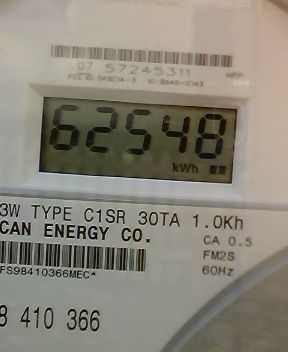 07 57245311
62548
kWh
3W TYPE C1SR 30TA 1.0Kh
CAN ENERGY CO. CA 0.5
FM2S
FS98410366MEC* 60Hz
8 410 366